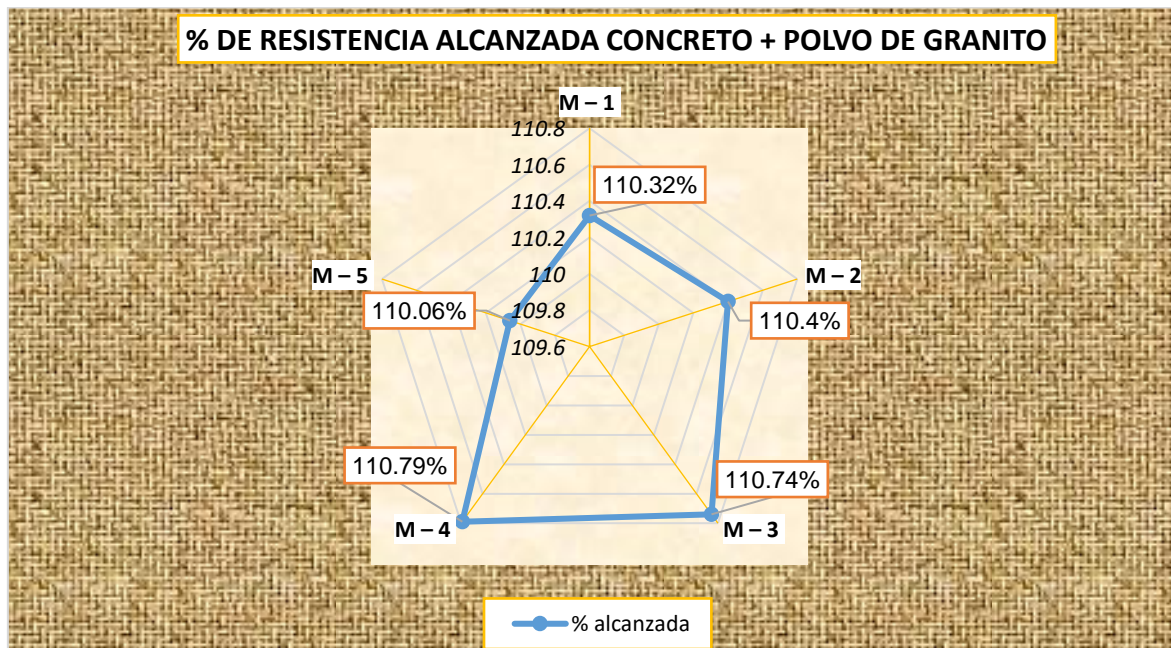 % DE RESISTENCIA ALCANZADA CONCRETO + POLVO DE GRANITO
M – 1
110.8
110.6
110.4
110.2
110
109.8
109.6
110.32%
M – 2
110.4%
M – 5
110.06%
110.79%
110.74%
M – 4
M – 3
% alcanzada